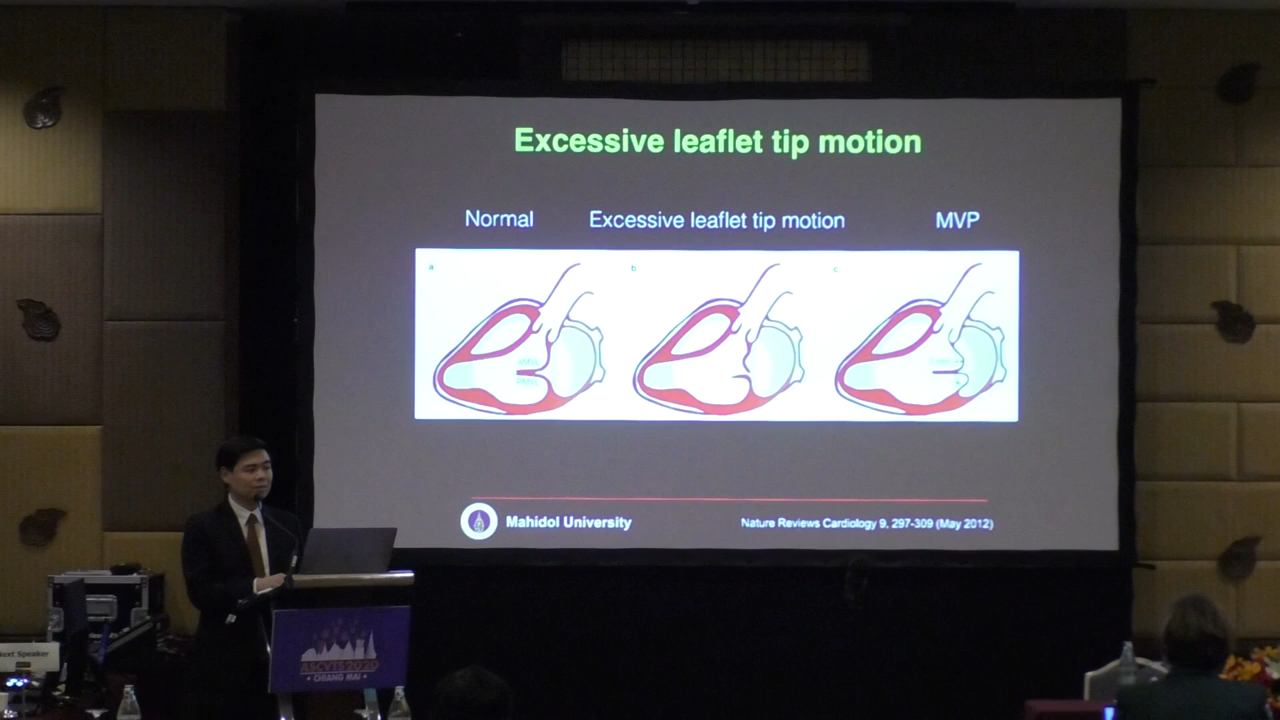 Excessive leaflet tip motion
Normal
Excessive leaflet tip motion
MVP
a
b
c
Mahidol University
Nature Reviews Cardiology 9, 297-309 (May 2012)
Next Speaker
ASCVTS2020
• CHIANG MAI •